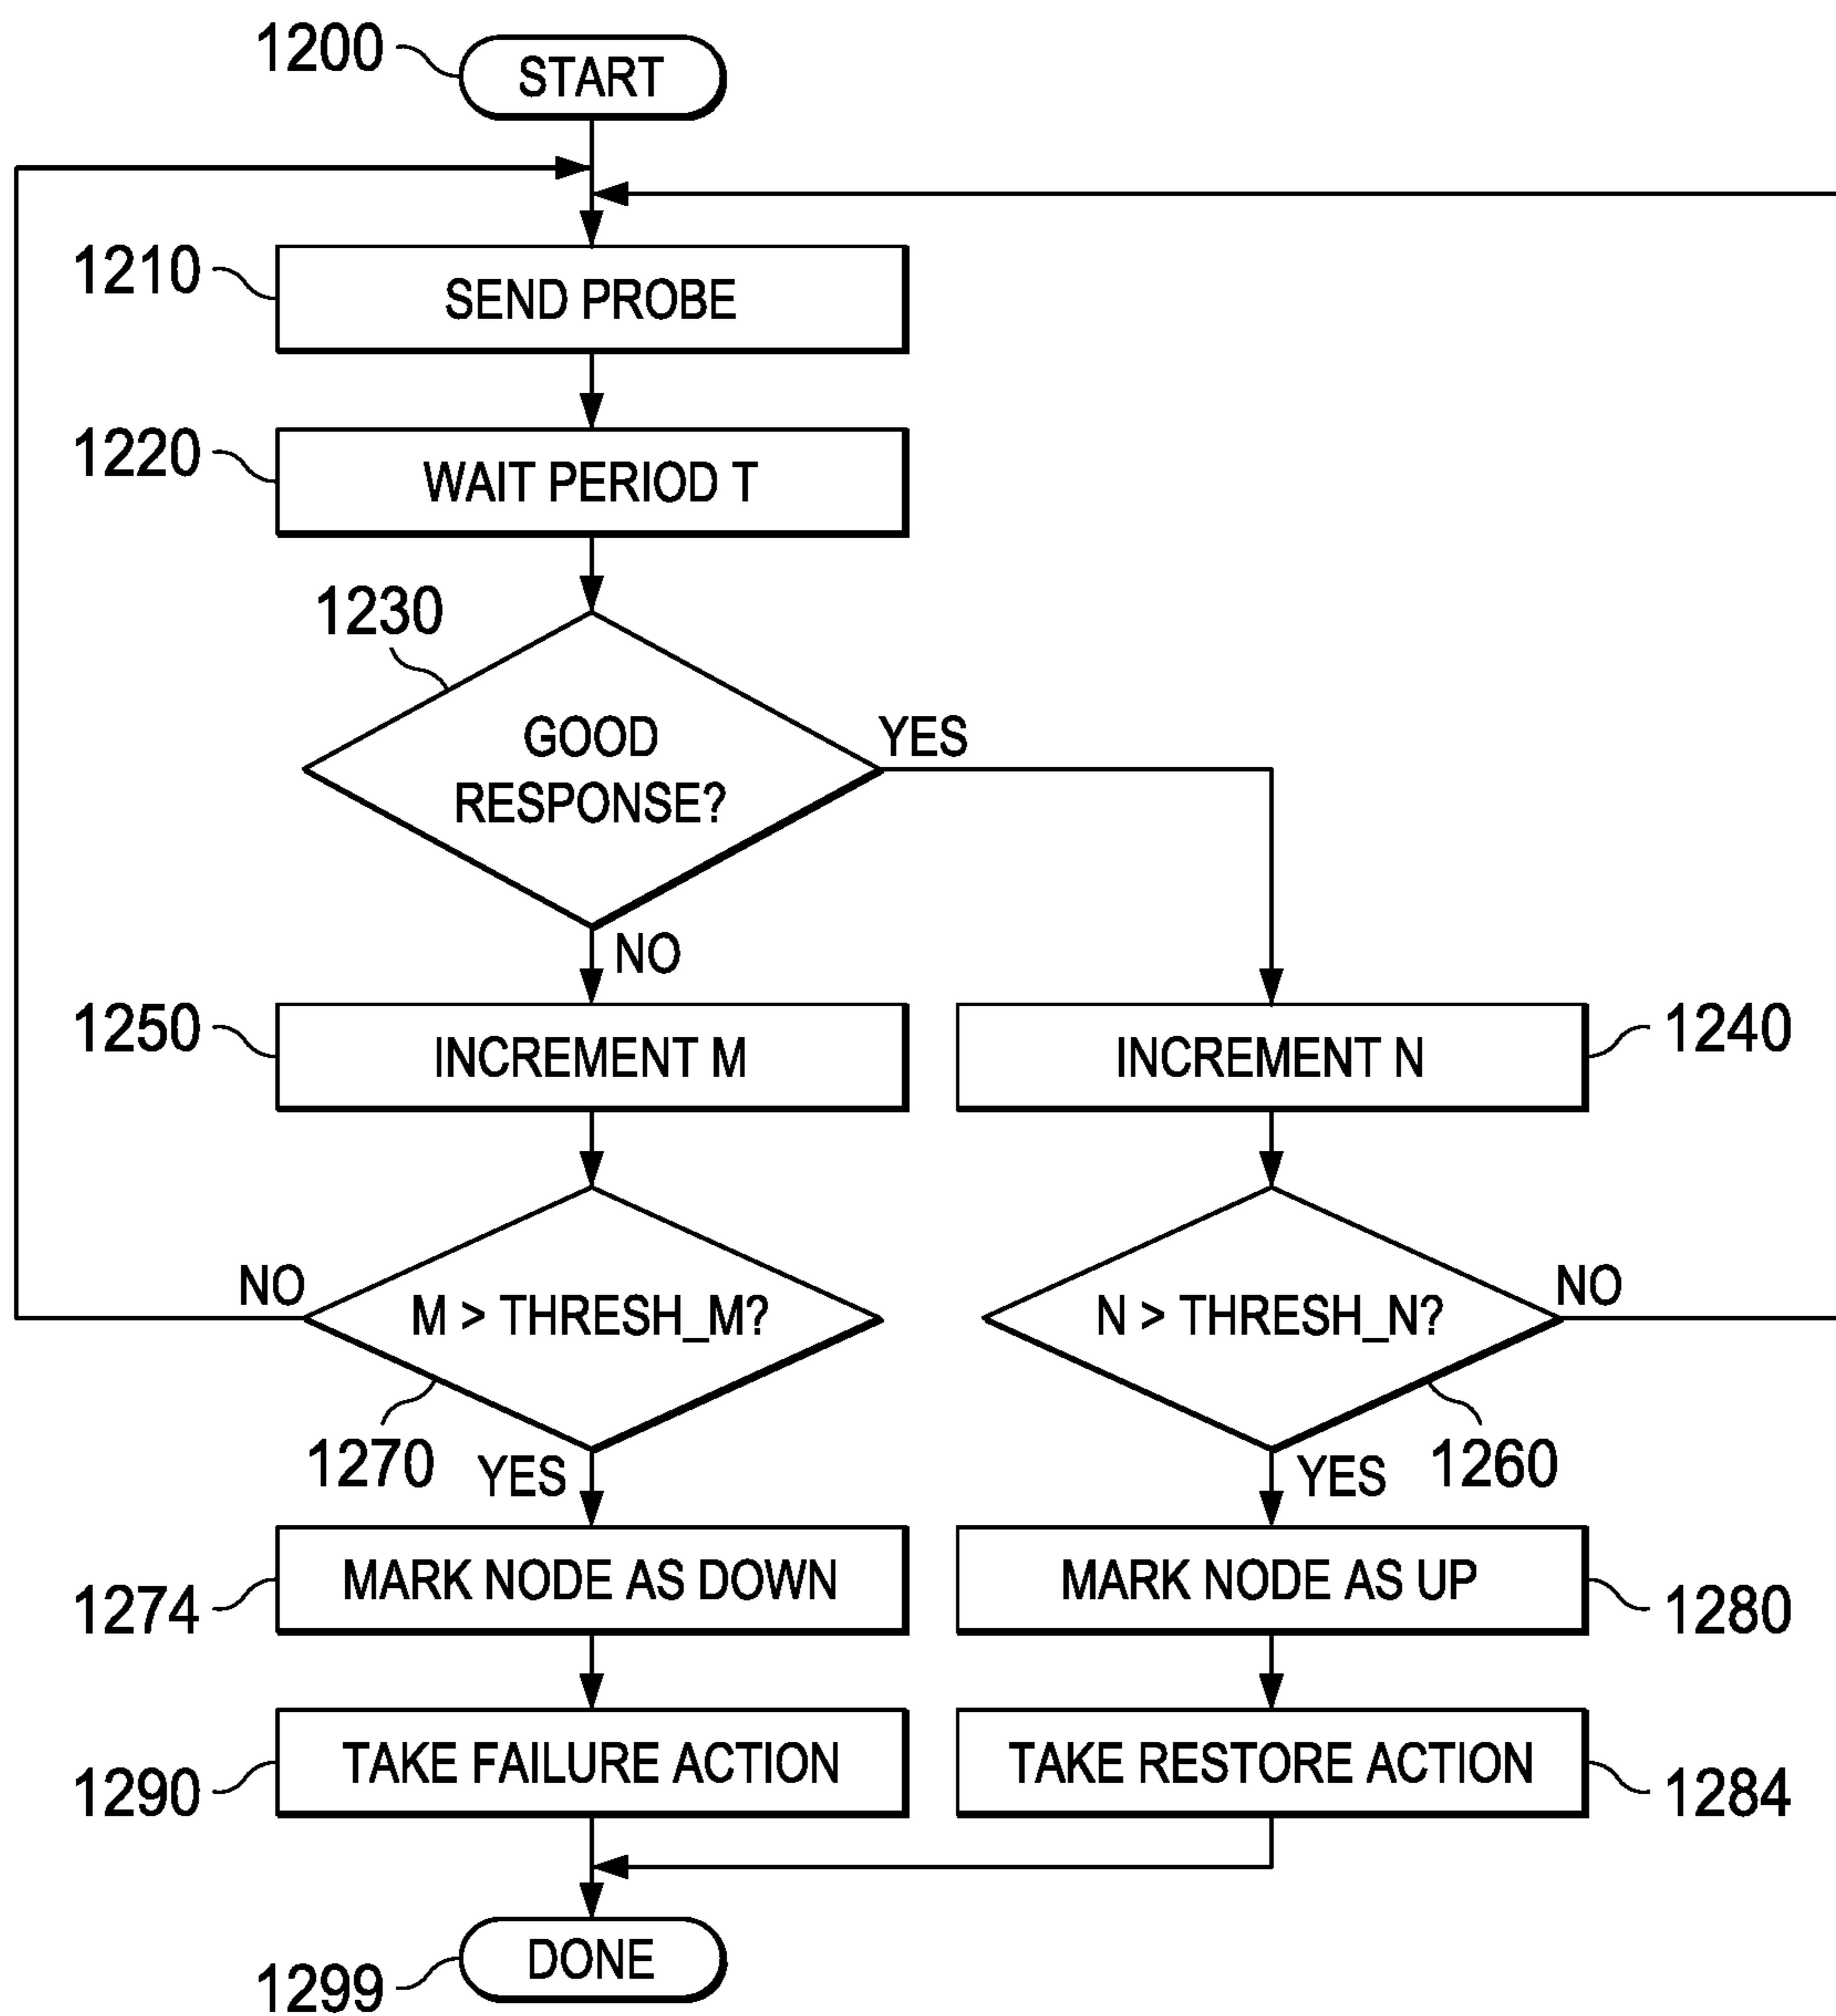 1200
START
1210
SEND PROBE
1220
WAIT PERIOD T
1230
GOOD
RESPONSE?
YES
NO
1250
INCREMENT M
INCREMENT N
1240
NO
M > THRESH_M?
N > THRESH_N?
NO
1270
YES
YES
1260
MARK NODE AS DOWN
1274
MARK NODE AS UP
1280
TAKE FAILURE ACTION
1290
TAKE RESTORE ACTION
1284
DONE
1299